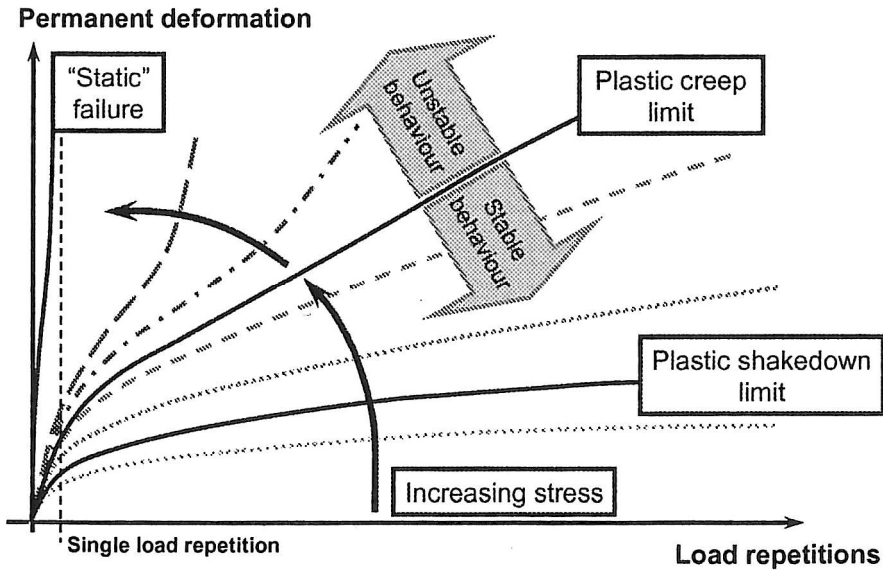 Permanent deformation
“Static”
failure
Unstable
behaviour
Stable
behaviour
Plastic creep
limit
Plastic shakedown
limit
Increasing stress
Single load repetition
Load repetitions